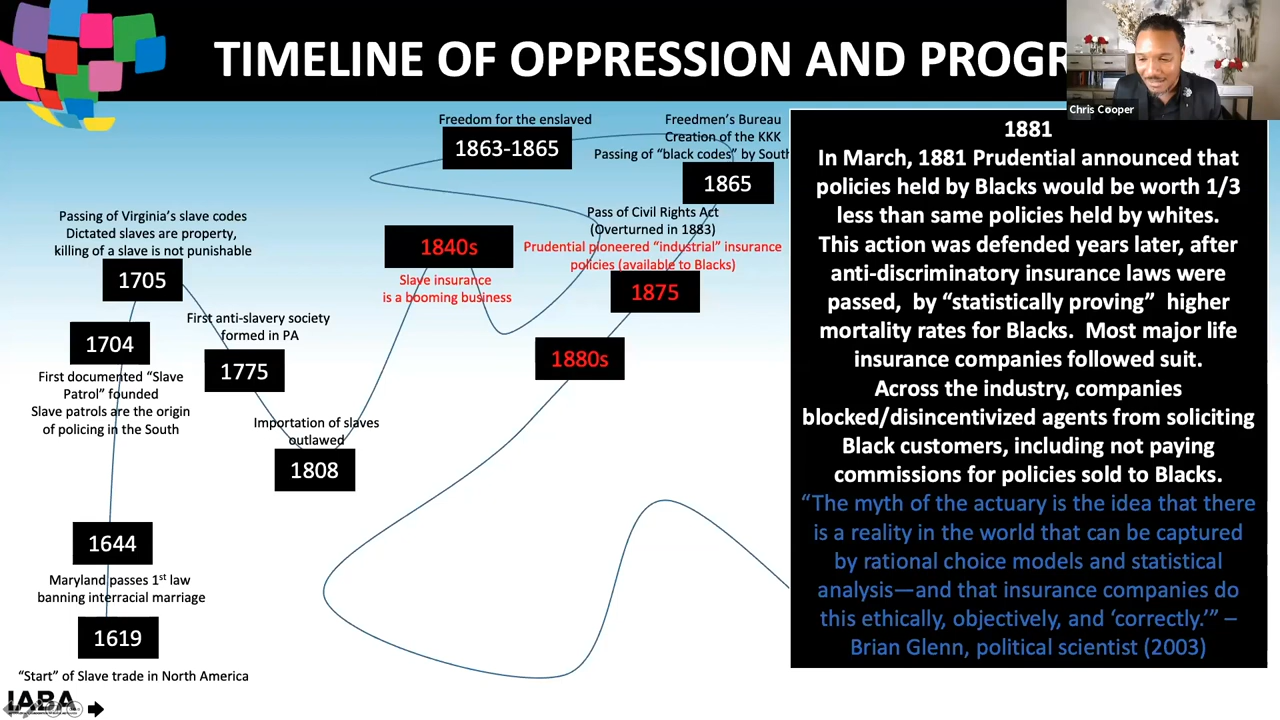 TIMELINE OF OPPRESSION AND PROGR
Chris Cooper
Freedom for the enslaved
1863-1865
Freedmen's Bureau
Creation of the KKK
Passing of "black codes" by South
1865
Passing of Virginia's slave codes
Dictated slaves are property,
killing of a slave is not punishable
1705
1840s
Slave insurance
is a booming business
Pass of Civil Rights Act
(Overturned in 1883)
Prudential pioneered "industrial" insurance
policies (available to Blacks)
1875
1704
First documented "Slave
Patrol" founded
Slave patrols are the origin
of policing in the South
First anti-slavery society
formed in PA
1775
1880s
Importation of slaves
outlawed
1808
1644
Maryland passes 1st law
banning interracial marriage
1619
"Start" of Slave trade in North America
IABA
1881
In March, 1881 Prudential announced that
policies held by Blacks would be worth 1/3
less than same policies held by whites.
This action was defended years later, after
anti-discriminatory insurance laws were
passed, by "statistically proving" higher
mortality rates for Blacks. Most major life
insurance companies followed suit.
Across the industry, companies
blocked/disincentivized agents from soliciting
Black customers, including not paying
commissions for policies sold to Blacks.
"The myth of the actuary is the idea that there
is a reality in the world that can be captured
by rational choice models and statistical
analysis—and that insurance companies do
this ethically, objectively, and 'correctly.'" –
Brian Glenn, political scientist (2003)